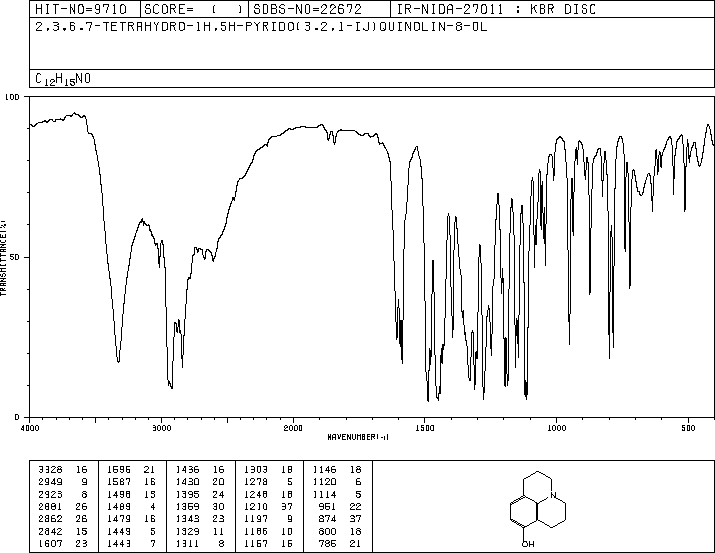 HIT-NO=9710 SCORE= ( ) SDBS-NO=22672 IR-NIDA-27011 : KBR DISC
2,3,6,7-TETRAHYDRO-1H,5H-PYRIDO(3,2,1-IJ)QUINOLIN-8-OL
C12H15NO
100
50
0
TRANSMITTANCE(%)
4000 3000 2000 1500 1000 500
WAVENUMBER(-1)
3328 16 1596 21 1436 16 1303 18 1146 18
2949 9 1587 16 1430 20 1278 5 1120 6
2923 8 1498 15 1395 24 1248 18 1114 5
2881 26 1489 4 1369 30 1210 37 951 22
2862 26 1479 16 1343 23 1197 9 874 37
2842 15 1449 5 1329 11 1186 10 800 18
1607 23 1443 7 1311 8 1157 16 786 21
N
OH